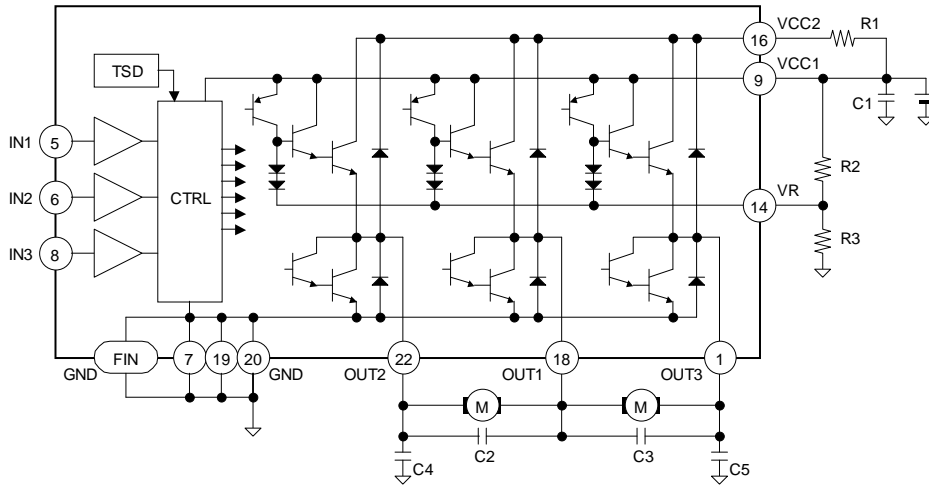 VCC2
R1
16
TSD
VCC1
9
C1
IN1
5
R2
IN2
6
CTRL
14
VR
IN3
8
R3
FIN
7
19
20
22
18
1
GND
GND
OUT2
OUT1
OUT3
M
M
C4
C2
C3
C5